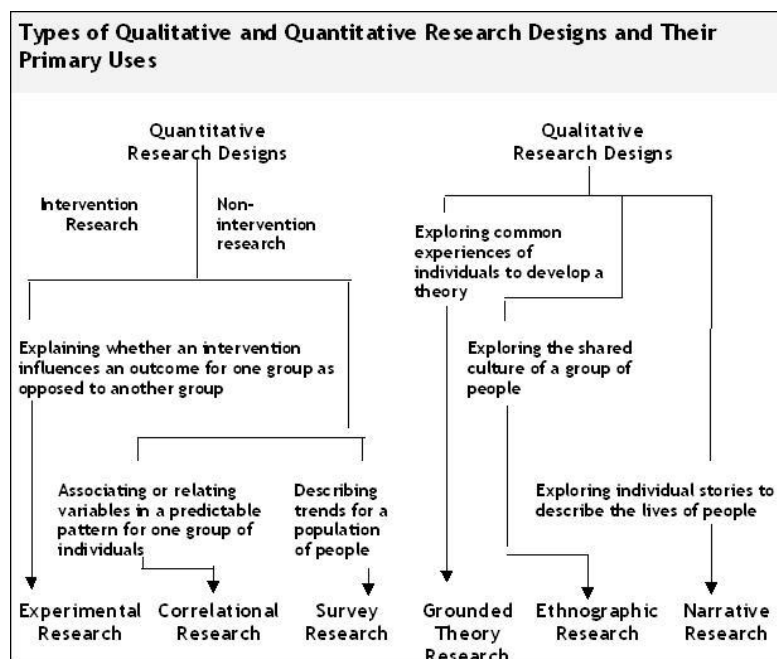 Types of Qualitative and Quantitative Research Designs and Their
Primary Uses
Quantitative
Research Designs
Qualitative
Research Designs
Intervention
Research
Non-
intervention
research
Exploring common
experiences of
individuals to develop a
theory
Explaining whether an intervention
influences an outcome for one group as
opposed to another group
Exploring the shared
culture of a group of
people
Associating or relating
variables in a predictable
pattern for one group of
individuals
Describing
trends for a
population
of people
Exploring individual stories to
describe the lives of people
Experimental
Research
Correlational
Research
Survey
Research
Grounded
Theory
Research
Ethnographic
Research
Narrative
Research